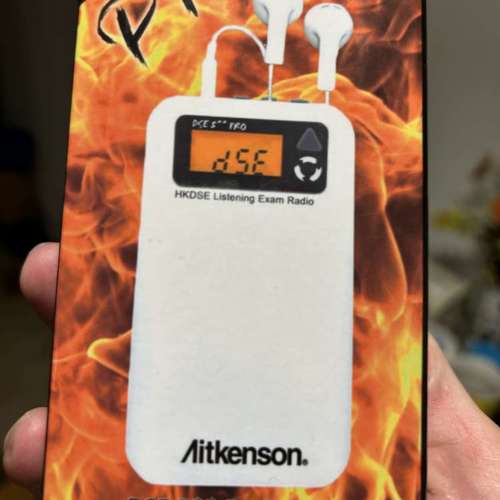 DSE 5** PRO
dSE
HKDSE Listening Exam Radio
Aitkenson®